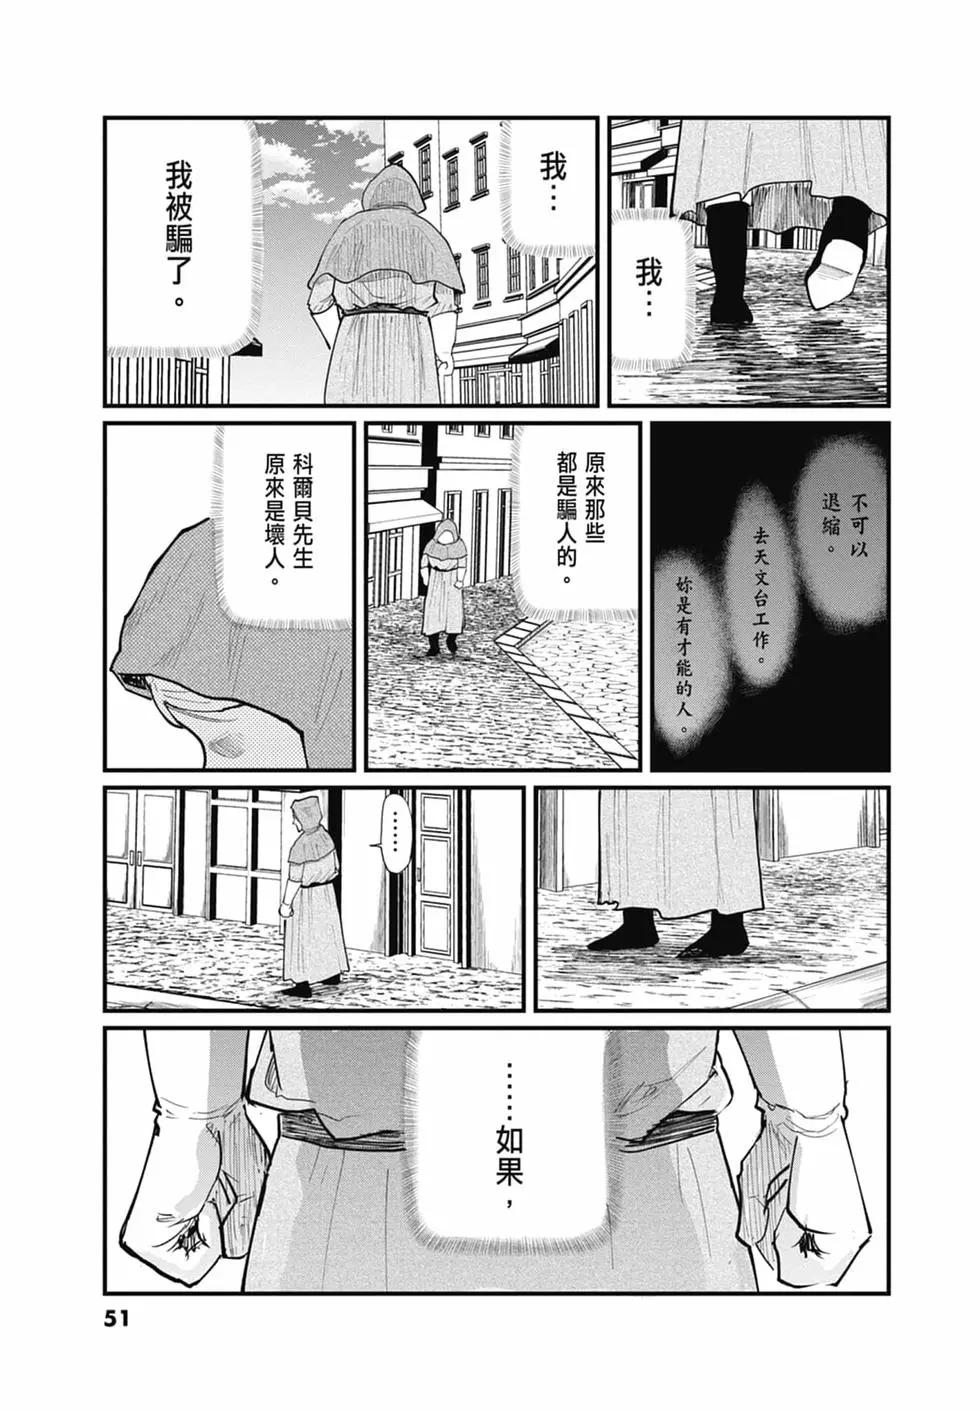 我…
我…
我被騙了。
不可以
退縮。
去天文台工作。
妳是有才能的人。
原來那些
都是騙人的。
科爾貝先生
原來是壞人。
……
……如果，
51